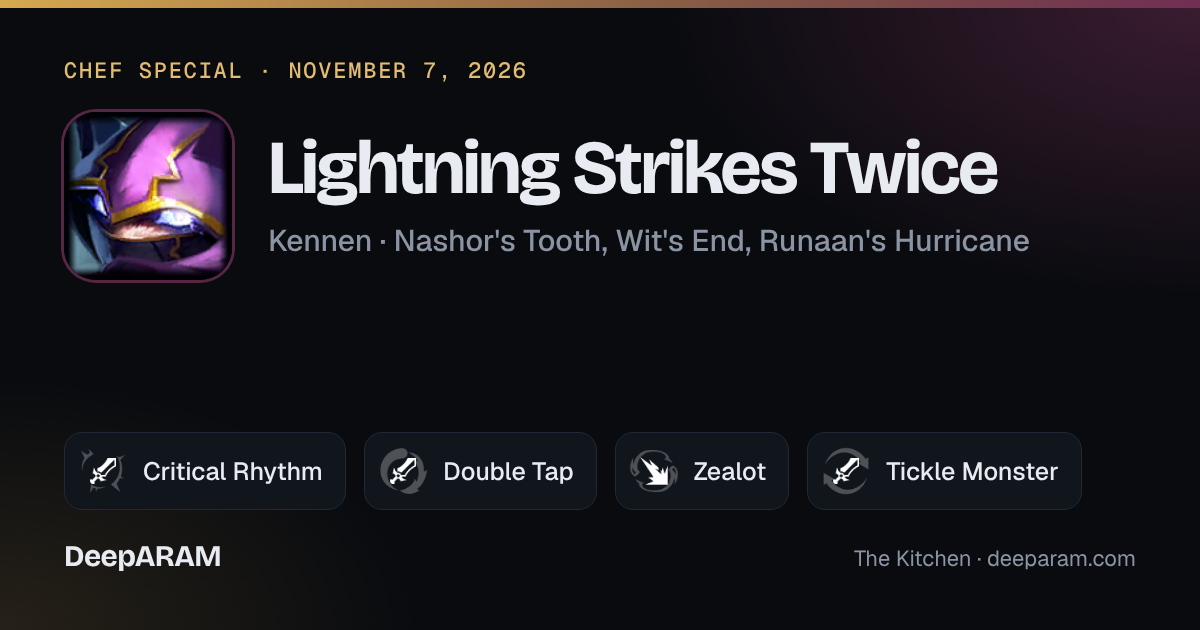 CHEF SPECIAL · NOVEMBER 7, 2026
Lightning Strikes Twice
Kennen · Nashor's Tooth, Wit's End, Runaan's Hurricane
Critical Rhythm
Double Tap
Zealot
Tickle Monster
DeepARAM
The Kitchen · deeparam.com